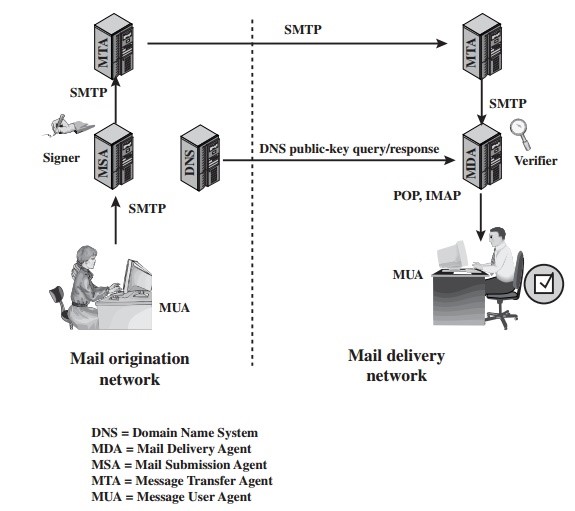 SMTP
MTA
MTA
SMTP
SMTP
Signer
MSA
DNS
DNS public-key query/response
MDA
Verifier
POP, IMAP
SMTP
MUA
MUA
Mail origination
network
Mail delivery
network
DNS = Domain Name System
MDA = Mail Delivery Agent
MSA = Mail Submission Agent
MTA = Message Transfer Agent
MUA = Message User Agent